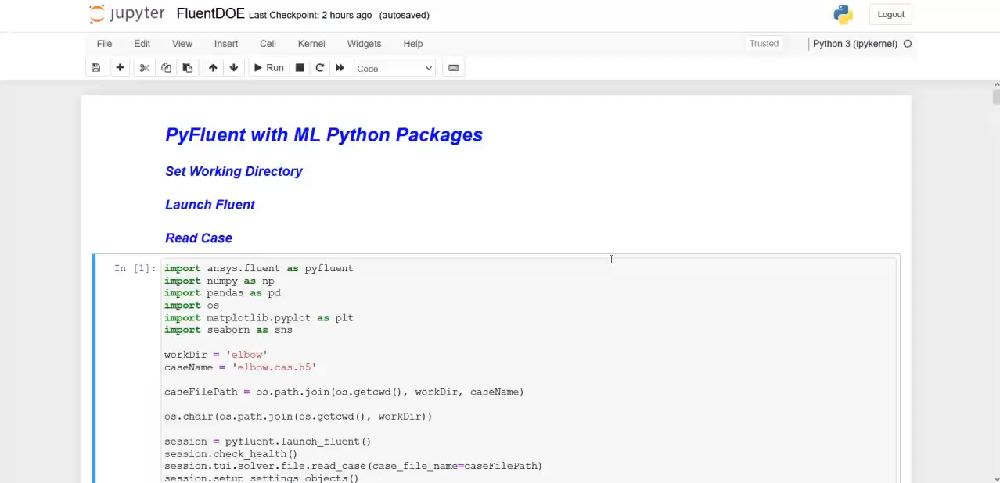 jupyter FluentDOE Last Checkpoint: 2 hours ago (autosaved) Logout
File Edit View Insert Cell Kernel Widgets Help Trusted Python 3 (ipykernel)
Run Code
PyFluent with ML Python Packages
Set Working Directory
Launch Fluent
Read Case
In [1]: import ansys.fluent as pyfluent
import numpy as np
import pandas as pd
import os
import matplotlib.pyplot as plt
import seaborn as sns
workDir = 'elbow'
caseName = 'elbow.cas.h5'
caseFilePath = os.path.join(os.getcwd(), workDir, caseName)
os.chdir(os.path.join(os.getcwd(), workDir))
session = pyfluent.launch_fluent()
session.check_health()
session.tui.solver.file.read_case(case_file_name=caseFilePath)
session.setup_settings_objects()